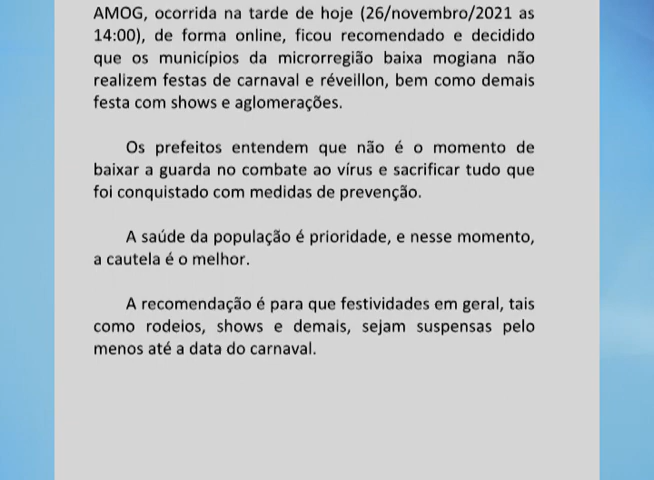 AMOG, ocorrida na tarde de hoje (26/novembro/2021 as
14:00), de forma online, ficou recomendado e decidido
que os municípios da microrregião baixa mogiana não
realizem festas de carnaval e réveillon, bem como demais
festa com shows e aglomerações.
Os prefeitos entendem que não é o momento de
baixar a guarda no combate ao vírus e sacrificar tudo que
foi conquistado com medidas de prevenção.
A saúde da população é prioridade, e nesse momento,
a cautela é o melhor.
A recomendação é para que festividades em geral, tais
como rodeios, shows e demais, sejam suspensas pelo
menos até a data do carnaval.